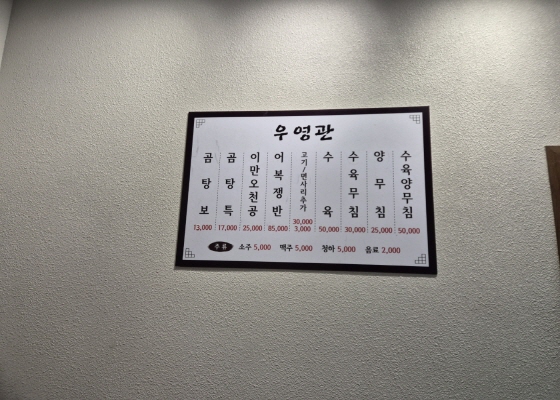 우영관
곰탕보 13,000
곰탕특 17,000
이만오천공 25,000
어복쟁반 85,000
고기/면사리추가 30,000 3,000
수육 50,000
수육무침 30,000
양무침 25,000
수육양무침 50,000
주류 소주 5,000 맥주 5,000 청하 5,000 음료 2,000